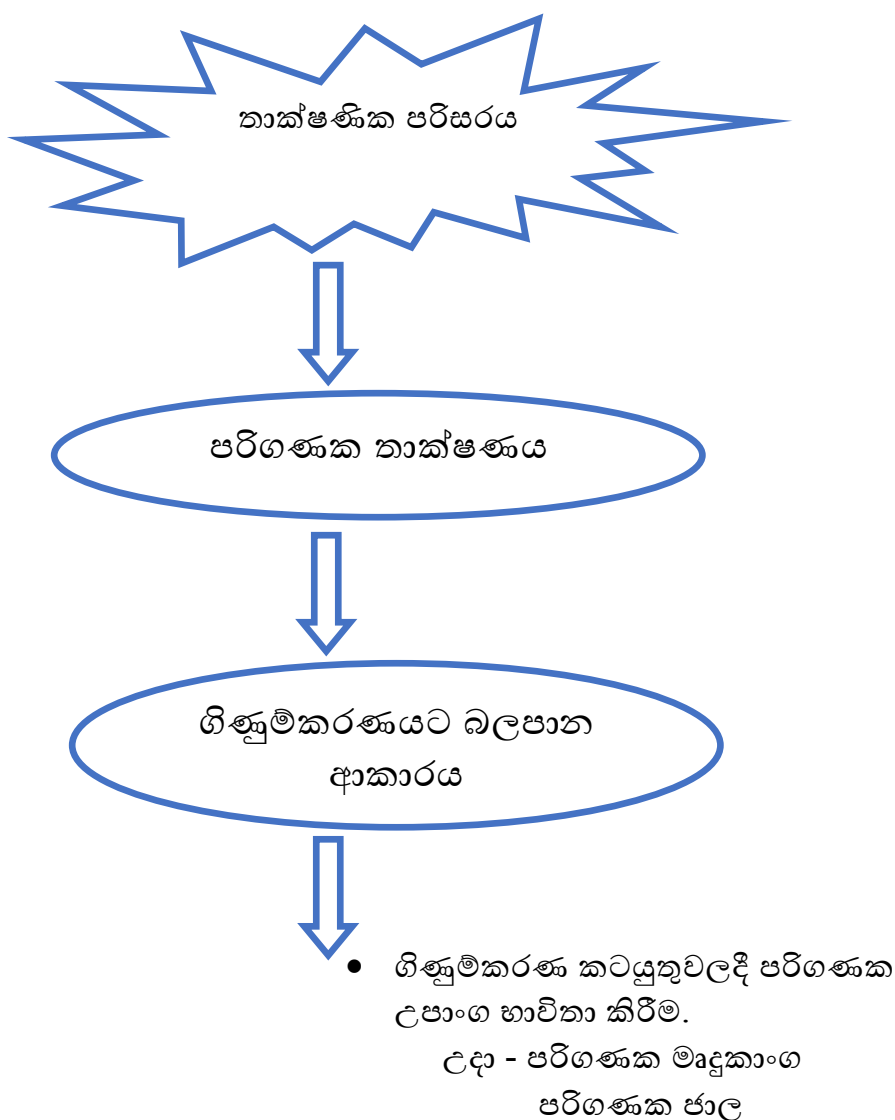 තාක්ෂණික පරිසරය
පරිගණක තාක්ෂණය
ගිණුම්කරණයට බලපාන
ආකාරය
• ගිණුම්කරණ කටයුතුවලදී පරිගණක
උපාංග භාවිතා කිරීම.
උදා - පරිගණක මෘදුකාංග
පරිගණක ජාල